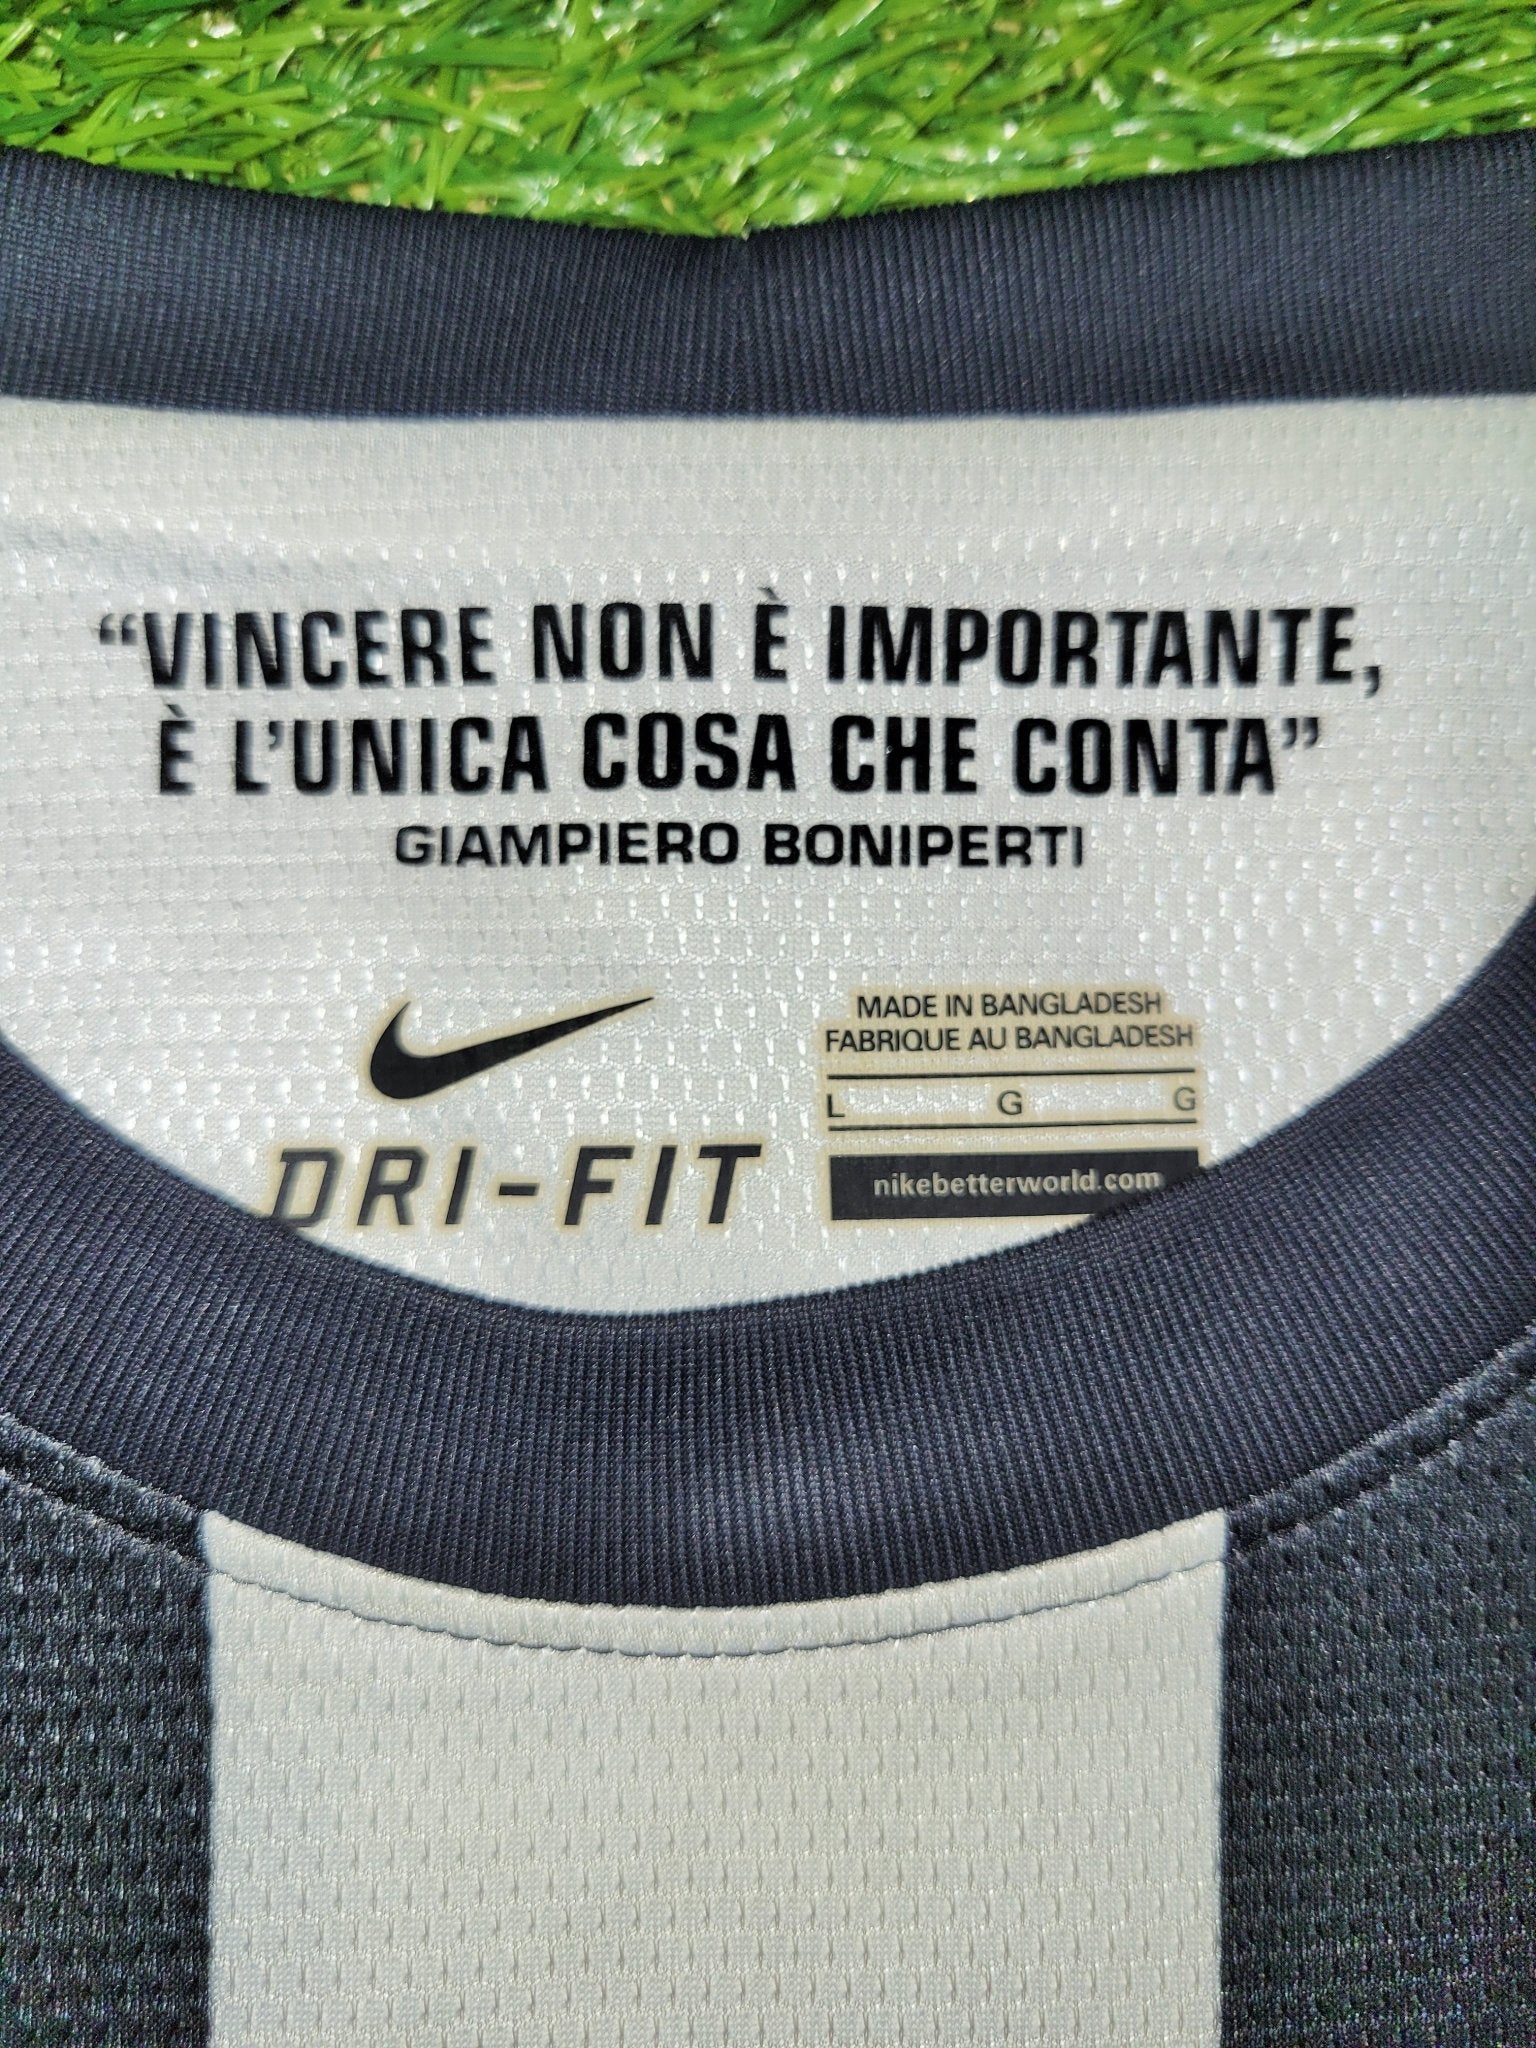 “VINCERE NON È IMPORTANTE,
È L’UNICA COSA CHE CONTA”
GIAMPIERO BONIPERTI
MADE IN BANGLADESH
FABRIQUE AU BANGLADESH
L G G
DRI-FIT
nikebetterworld.com